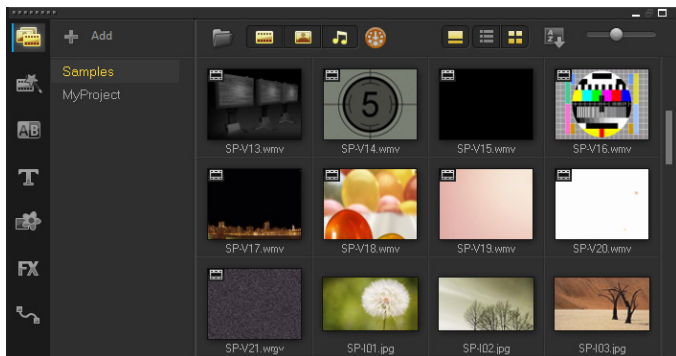 Add
Samples
MyProject
SP-V13.wmv
SP-V14.wmv
SP-V15.wmv
SP-V16.wmv
5
SP-V17.wmv
SP-V18.wmv
SP-V19.wmv
SP-V20.wmv
SP-V21.wmv
SP-I01.jpg
SP-I02.jpg
SP-I03.jpg
AB
T
FX
A
Z